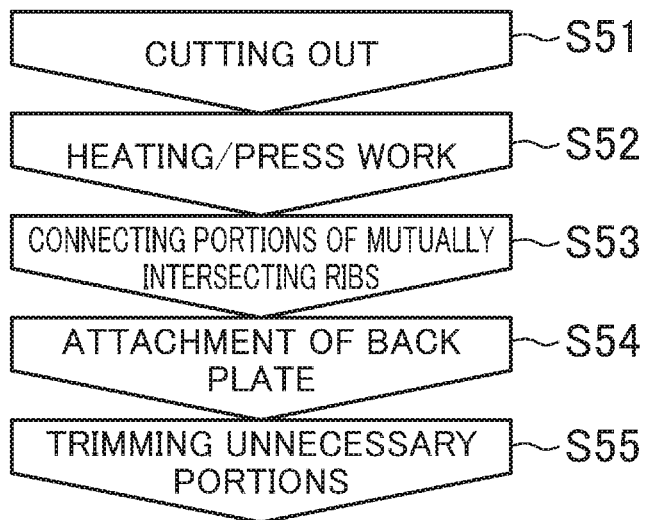 CUTTING OUT
S51
HEATING/PRESS WORK
S52
CONNECTING PORTIONS OF MUTUALLY
INTERSECTING RIBS
S53
ATTACHMENT OF BACK
PLATE
S54
TRIMMING UNNECESSARY
PORTIONS
S55